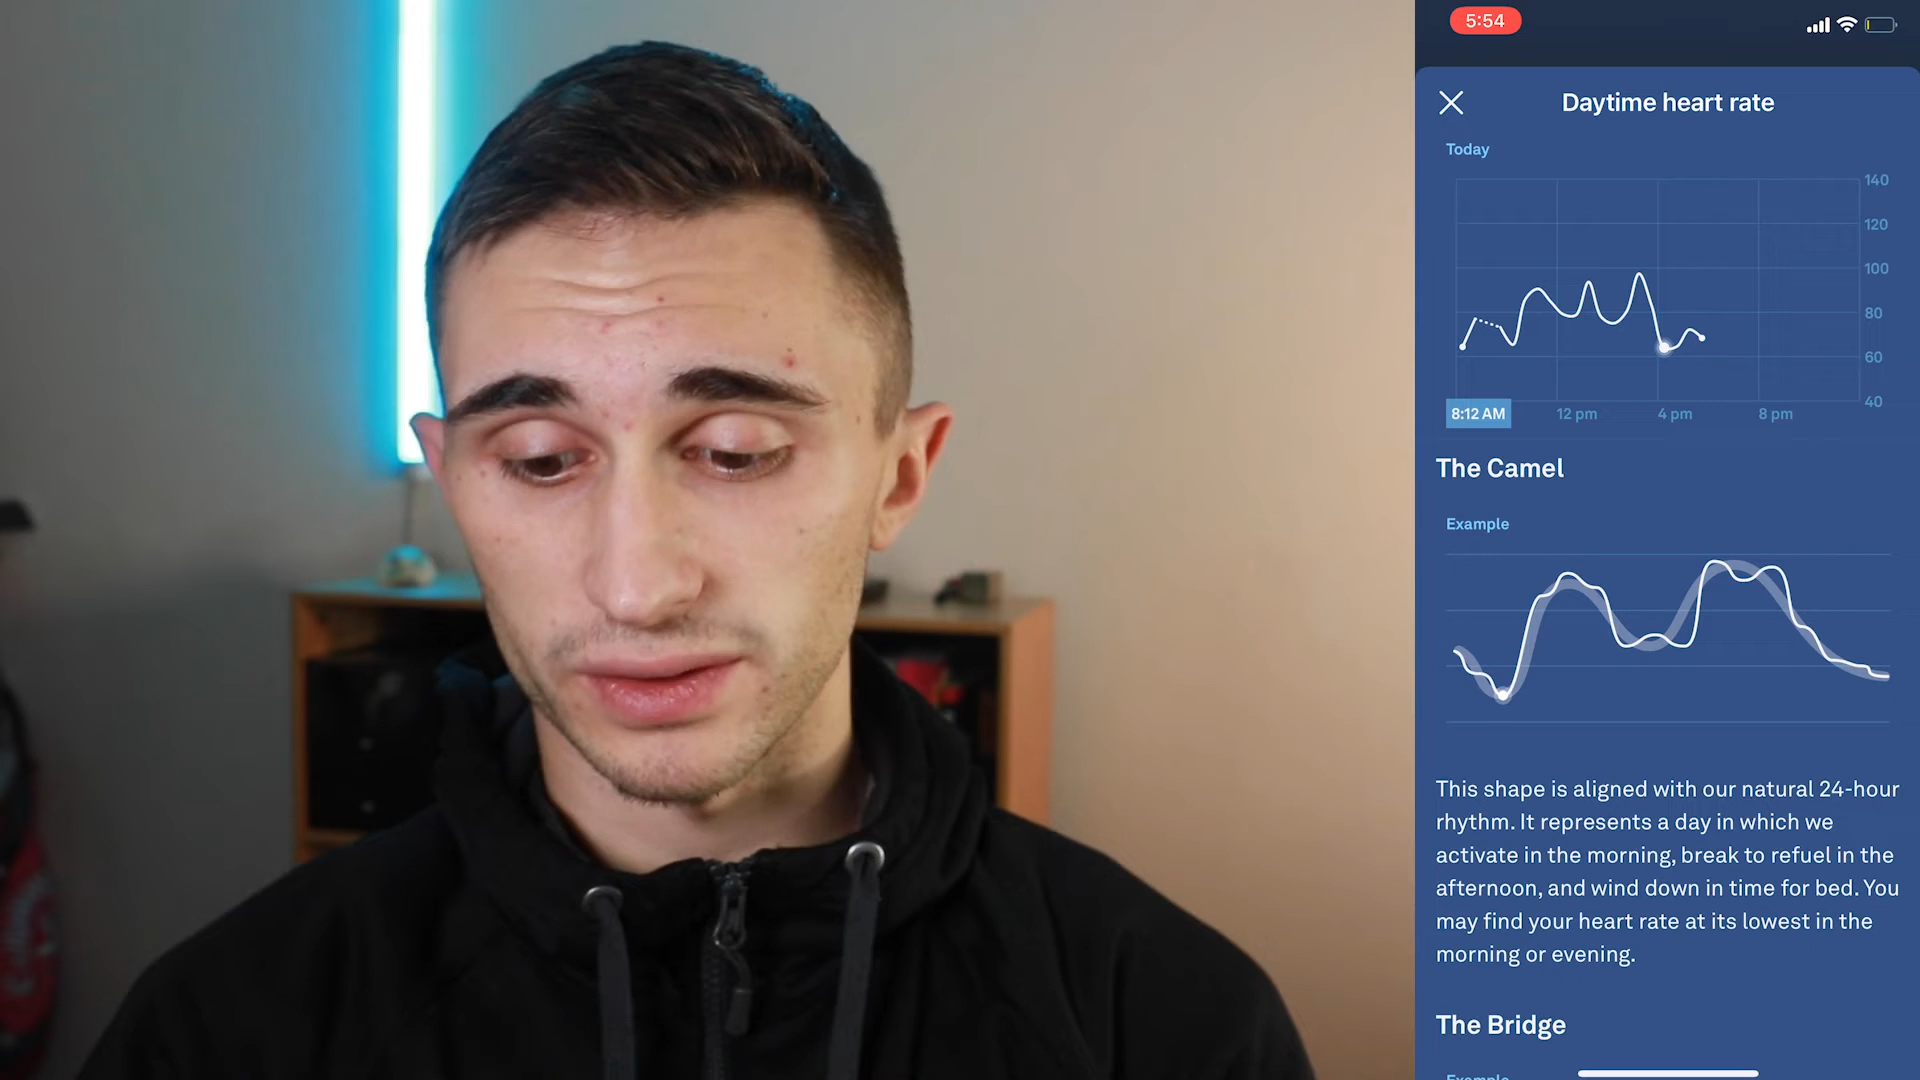 5:54
Daytime heart rate
Today
140
120
100
80
60
40
8:12 AM
12 pm
4 pm
8 pm
The Camel
Example
This shape is aligned with our natural 24-hour
rhythm. It represents a day in which we
activate in the morning, break to refuel in the
afternoon, and wind down in time for bed. You
may find your heart rate at its lowest in the
morning or evening.
The Bridge
Example